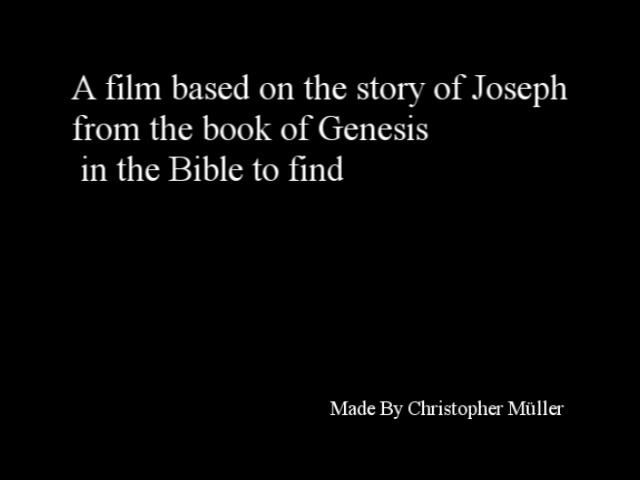 A film based on the story of Joseph
from the book of Genesis
in the Bible to find
Made By Christopher Müller